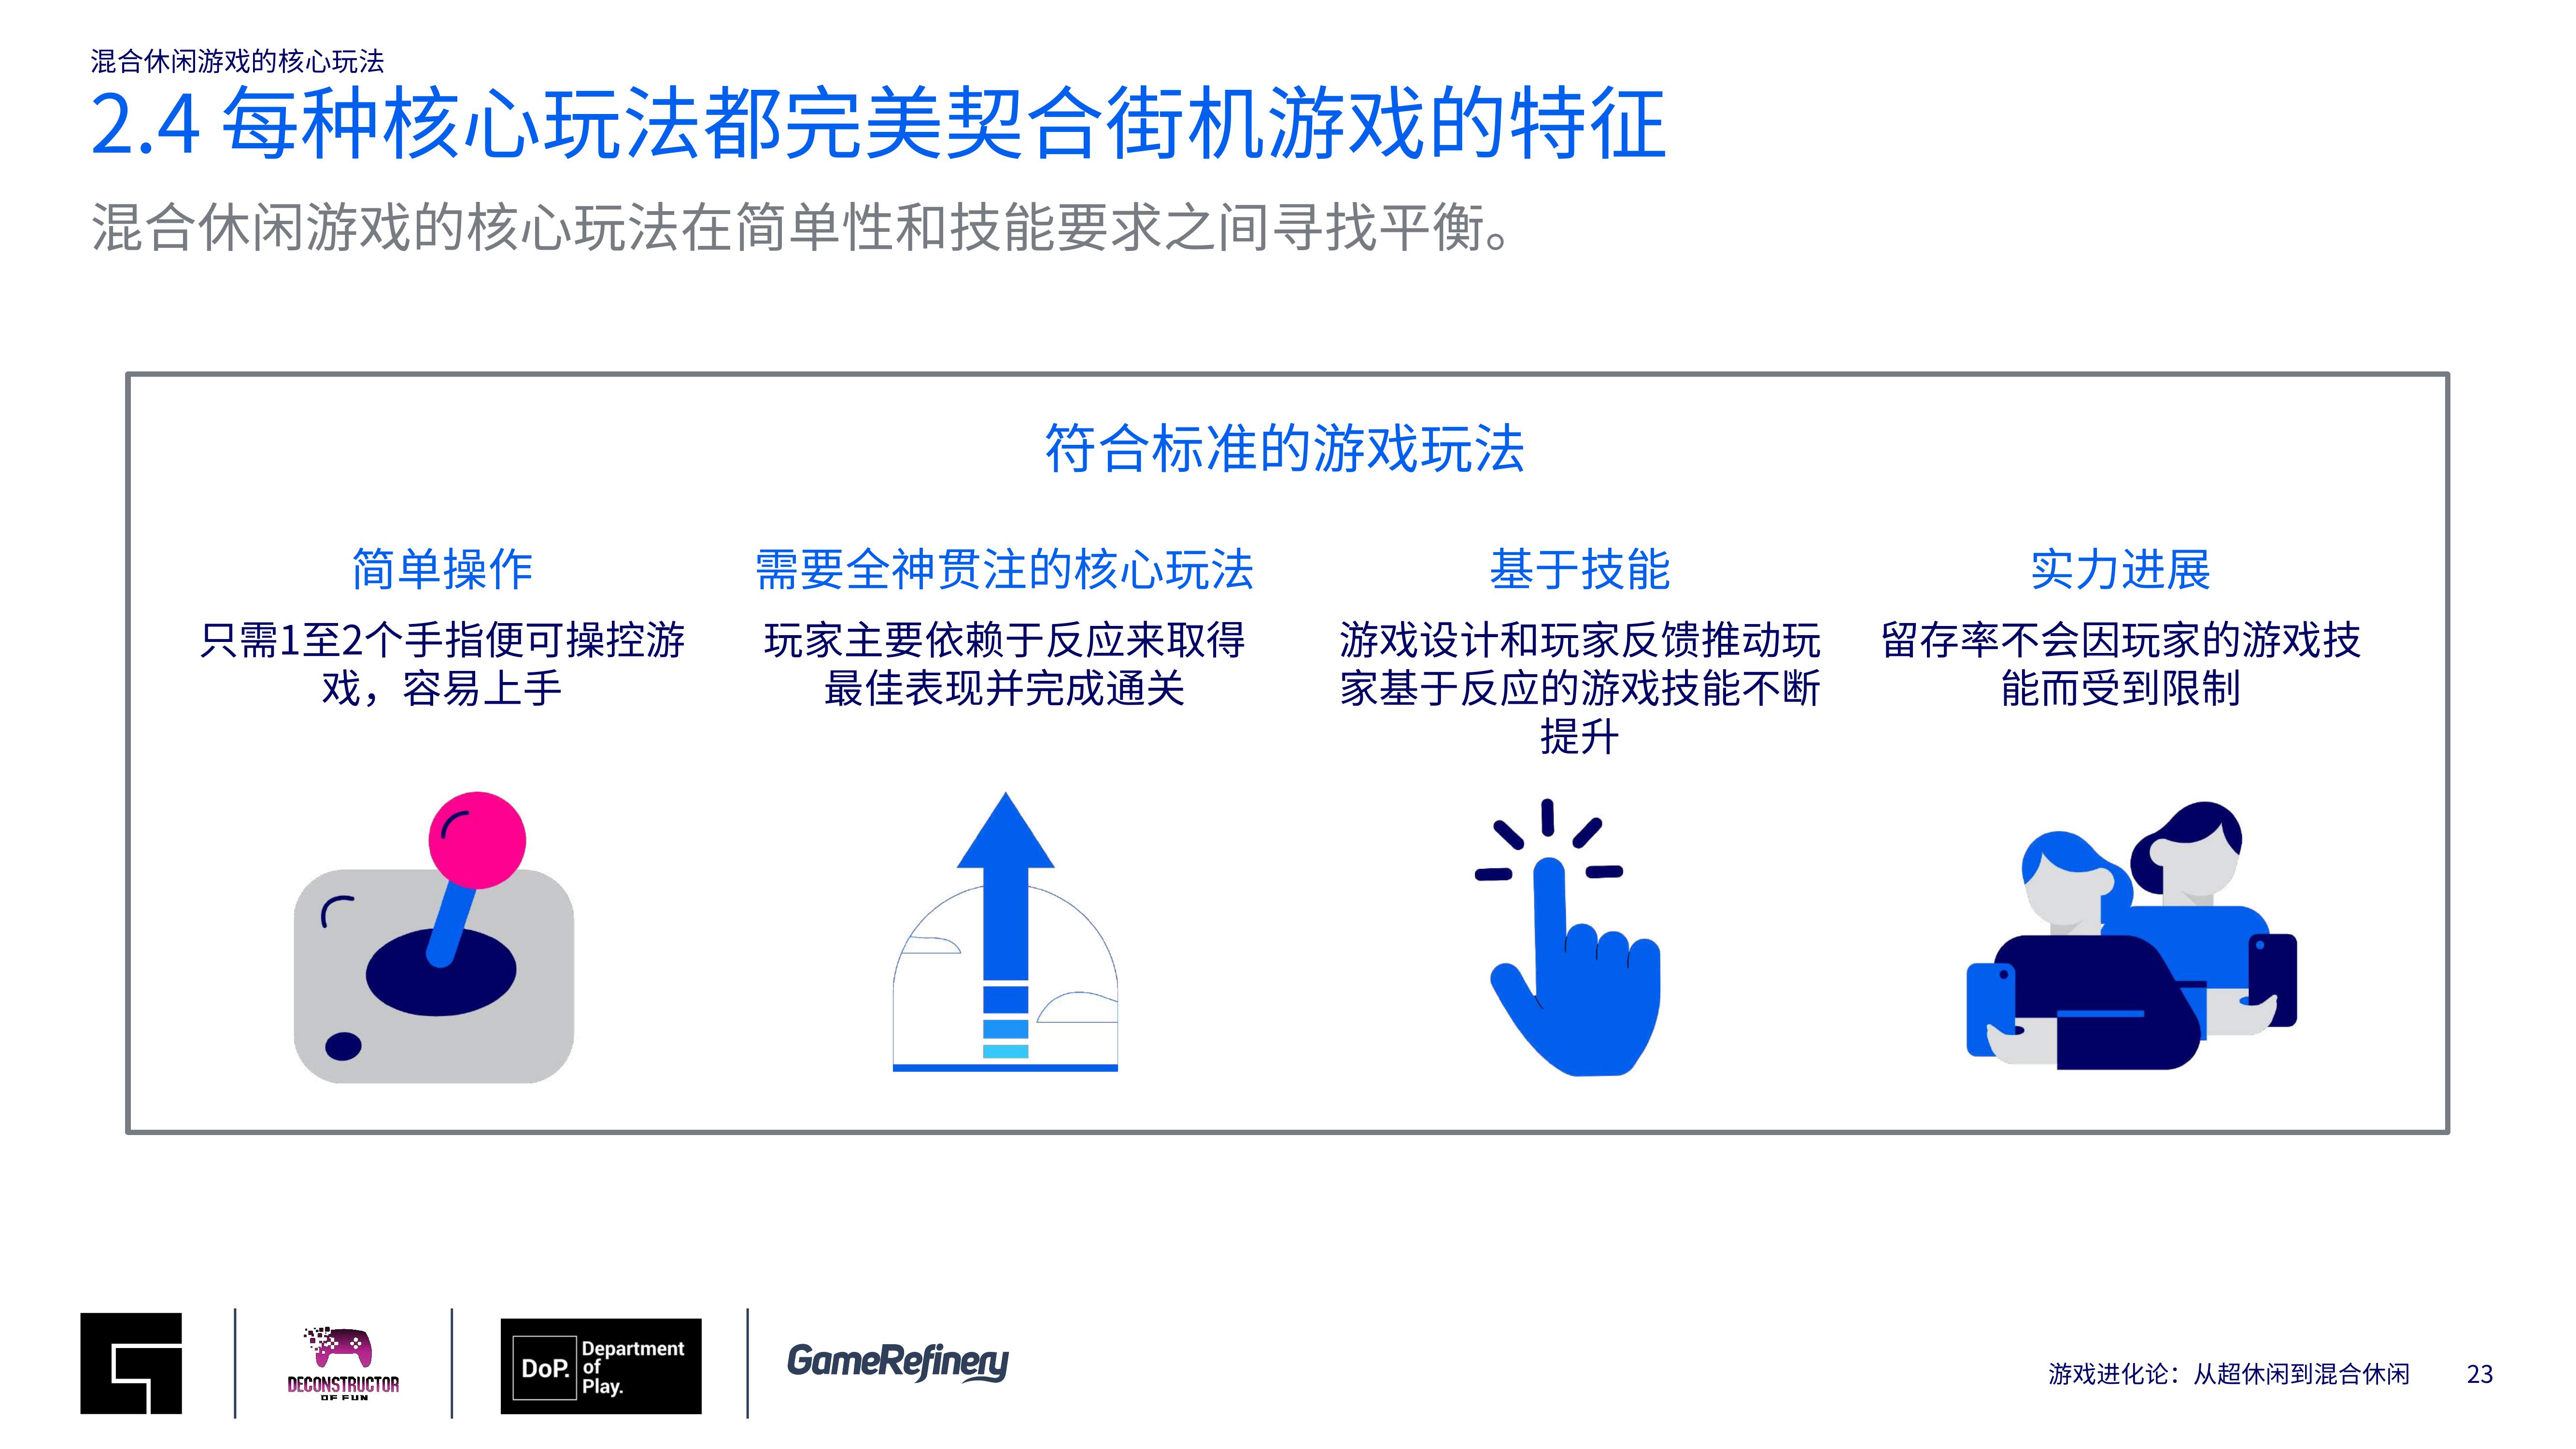 混合休闲游戏的核心玩法
2.4 每种核心玩法都完美契合街机游戏的特征
混合休闲游戏的核心玩法在简单性和技能要求之间寻找平衡。
符合标准的游戏玩法
简单操作
只需1至2个手指便可操控游
戏，容易上手
需要全神贯注的核心玩法
玩家主要依赖于反应来取得
最佳表现并完成通关
基于技能
游戏设计和玩家反馈推动玩
家基于反应的游戏技能不断
提升
实力进展
留存率不会因玩家的游戏技
能而受到限制
DECONSTRUCTOR
OF FUN
DoP.
Department
of
Play.
GameRefinery
游戏进化论：从超休闲到混合休闲
23